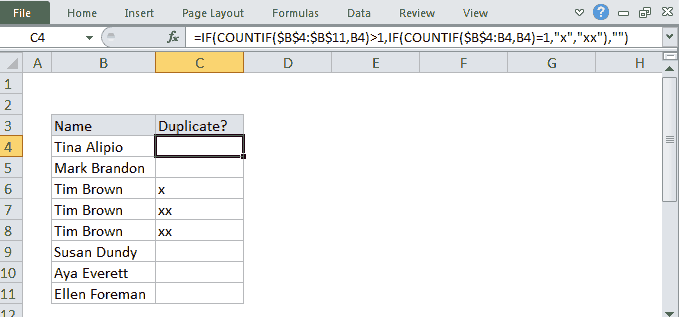 File Home Insert Page Layout Formulas Data Review View
C4 fx =IF(COUNTIF($B$4:$B$11,B4)>1,IF(COUNTIF($B$4:B4,B4)=1,"x","xx"),"")
A B C D E F G H
1
2
3 Name Duplicate?
4 Tina Alipio
5 Mark Brandon
6 Tim Brown x
7 Tim Brown xx
8 Tim Brown xx
9 Susan Dundy
10 Aya Everett
11 Ellen Foreman
12